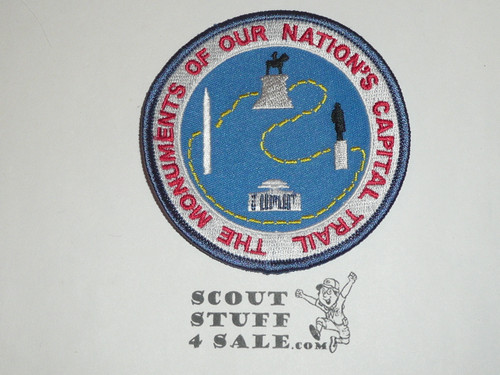 THE MONUMENTS OF OUR NATION'S CAPITAL TRAIL
SCOUT
STUFF
4 SALE.COM